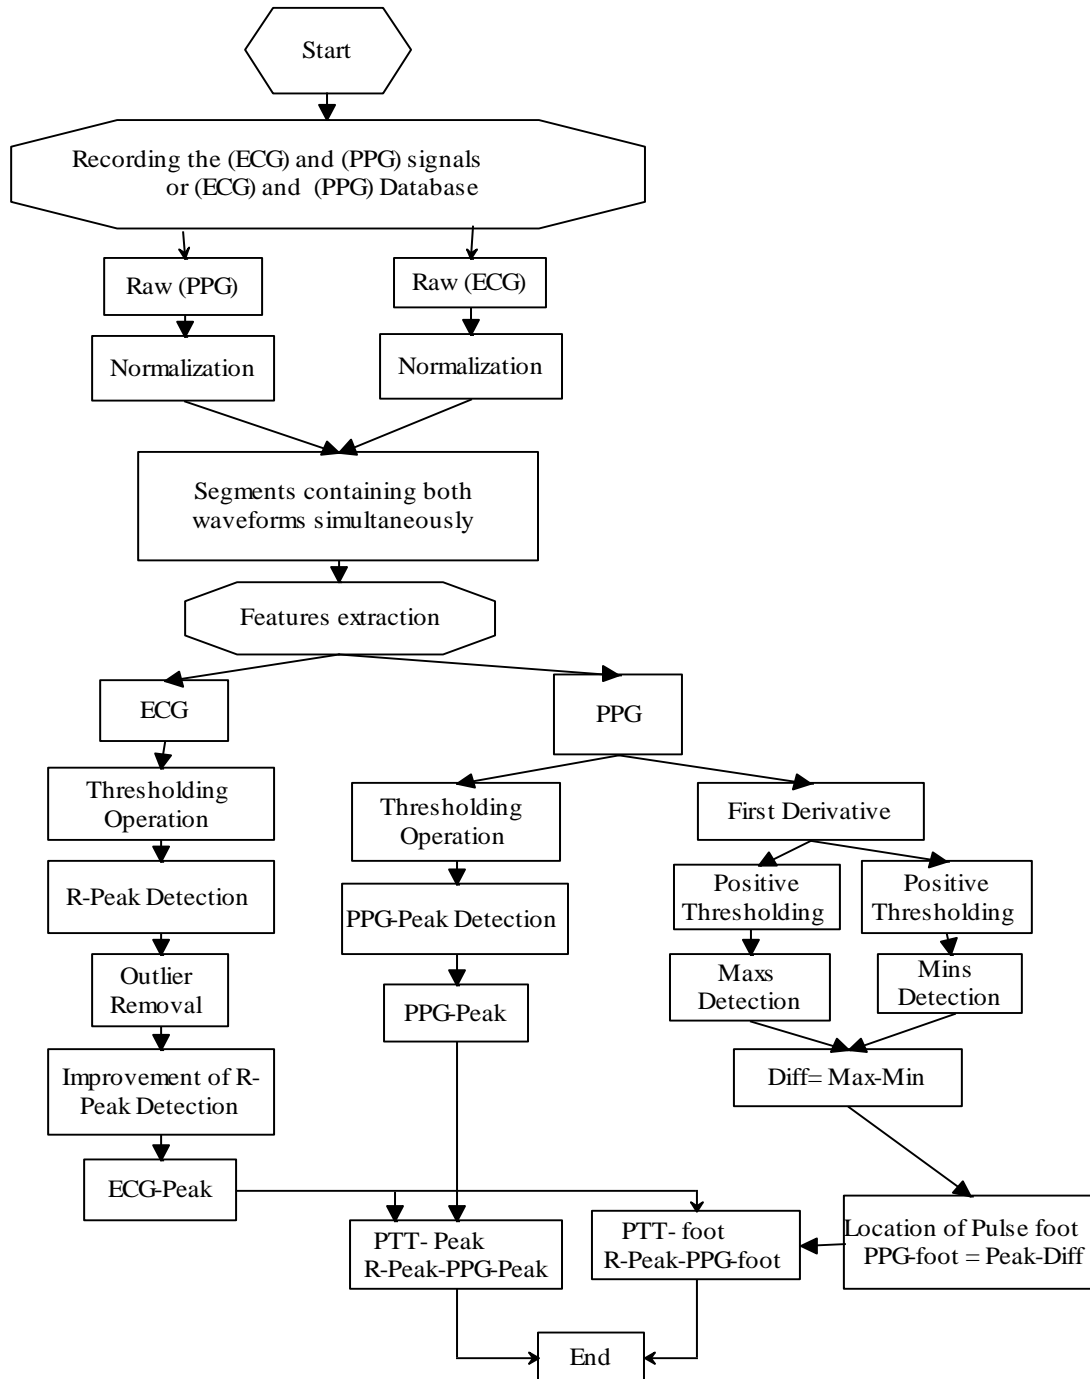 Start
Recording the (ECG) and (PPG) signals
or (ECG) and (PPG) Database
Raw (PPG)
Raw (ECG)
Normalization
Normalization
Segments containing both
waveforms simultaneously
Features extraction
ECG
PPG
Thresholding
Operation
Thresholding
Operation
First Derivative
R-Peak Detection
PPG-Peak Detection
Positive
Thresholding
Positive
Thresholding
Outlier
Removal
PPG-Peak
Maxs
Detection
Mins
Detection
Improvement of R-
Peak Detection
Diff= Max-Min
ECG-Peak
PTT- Peak
R-Peak-PPG-Peak
PTT- foot
R-Peak-PPG-foot
Location of Pulse foot
PPG-foot = Peak-Diff
End